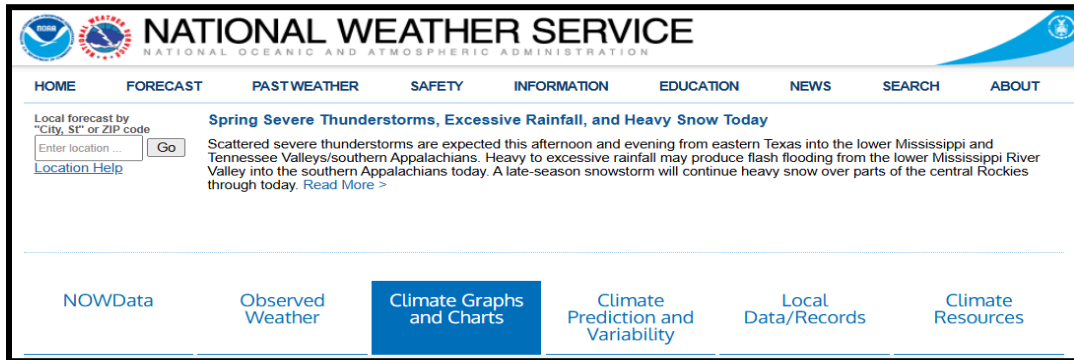 NOAA
NATIONAL WEATHER SERVICE
NATIONAL OCEANIC AND ATMOSPHERIC ADMINISTRATION
HOME FORECAST PAST WEATHER SAFETY INFORMATION EDUCATION NEWS SEARCH ABOUT
Local forecast by
"City, St" or ZIP code
Enter location ... Go
Location Help
Spring Severe Thunderstorms, Excessive Rainfall, and Heavy Snow Today
Scattered severe thunderstorms are expected this afternoon and evening from eastern Texas into the lower Mississippi and
Tennessee Valleys/southern Appalachians. Heavy to excessive rainfall may produce flash flooding from the lower Mississippi River
Valley into the southern Appalachians today. A late-season snowstorm will continue heavy snow over parts of the central Rockies
through today. Read More >
NOWData
Observed
Weather
Climate Graphs
and Charts
Climate
Prediction and
Variability
Local
Data/Records
Climate
Resources